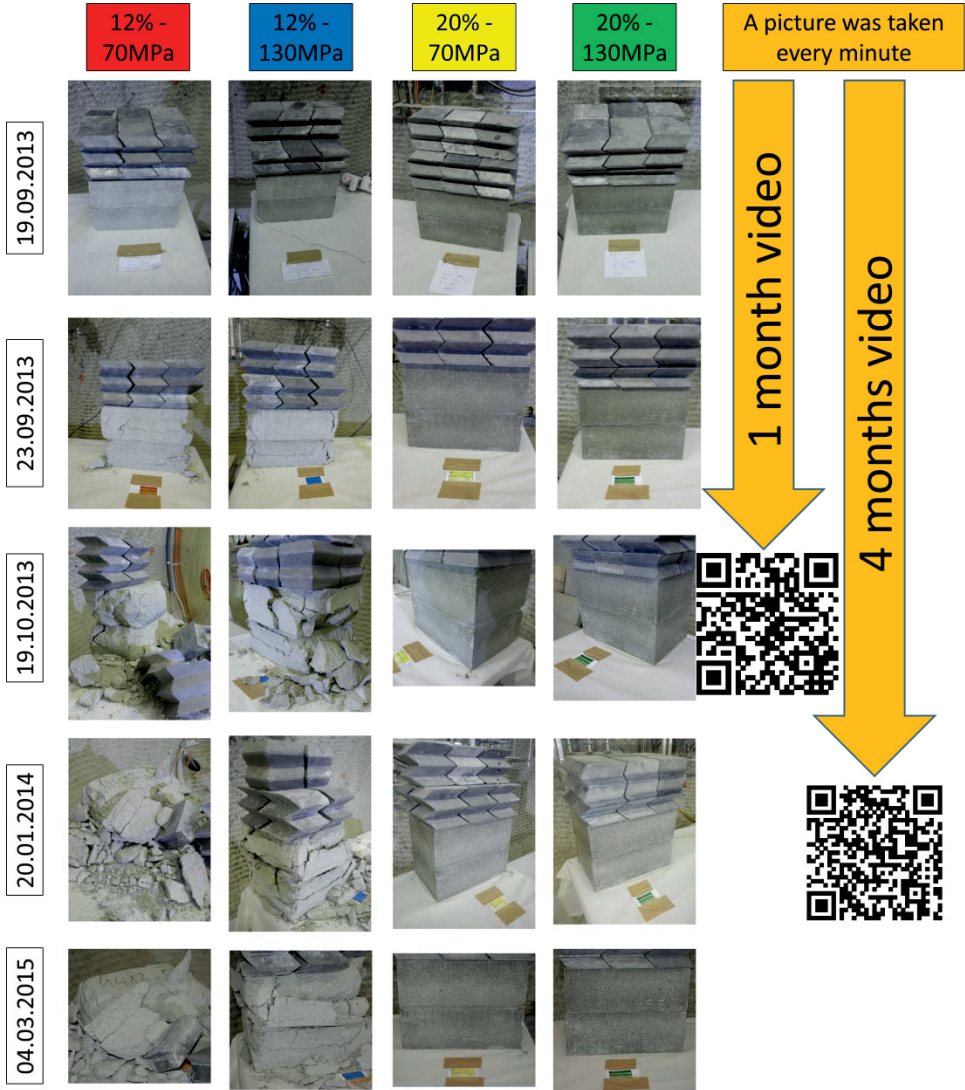 12% -
70MPa
12% -
130MPa
20% -
70MPa
20% -
130MPa
A picture was taken
every minute
19.09.2013
23.09.2013
19.10.2013
20.01.2014
04.03.2015
1 month video
4 months video